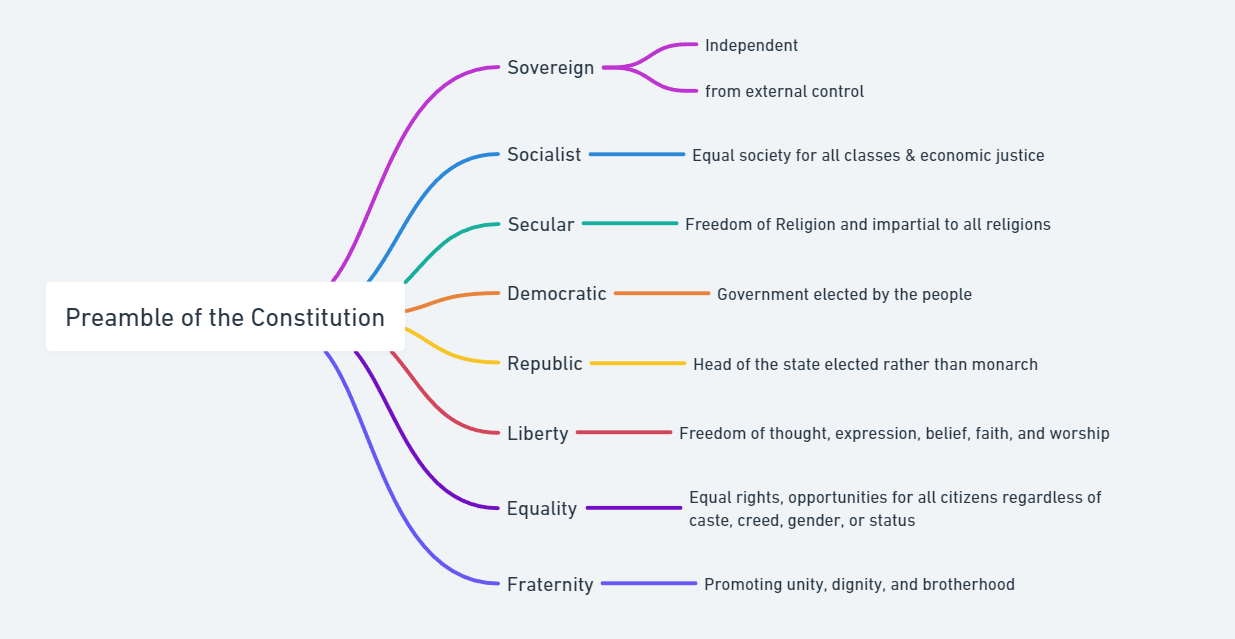 Preamble of the Constitution
Sovereign
Independent
from external control
Socialist
Equal society for all classes & economic justice
Secular
Freedom of Religion and impartial to all religions
Democratic
Government elected by the people
Republic
Head of the state elected rather than monarch
Liberty
Freedom of thought, expression, belief, faith, and worship
Equality
Equal rights, opportunities for all citizens regardless of
caste, creed, gender, or status
Fraternity
Promoting unity, dignity, and brotherhood